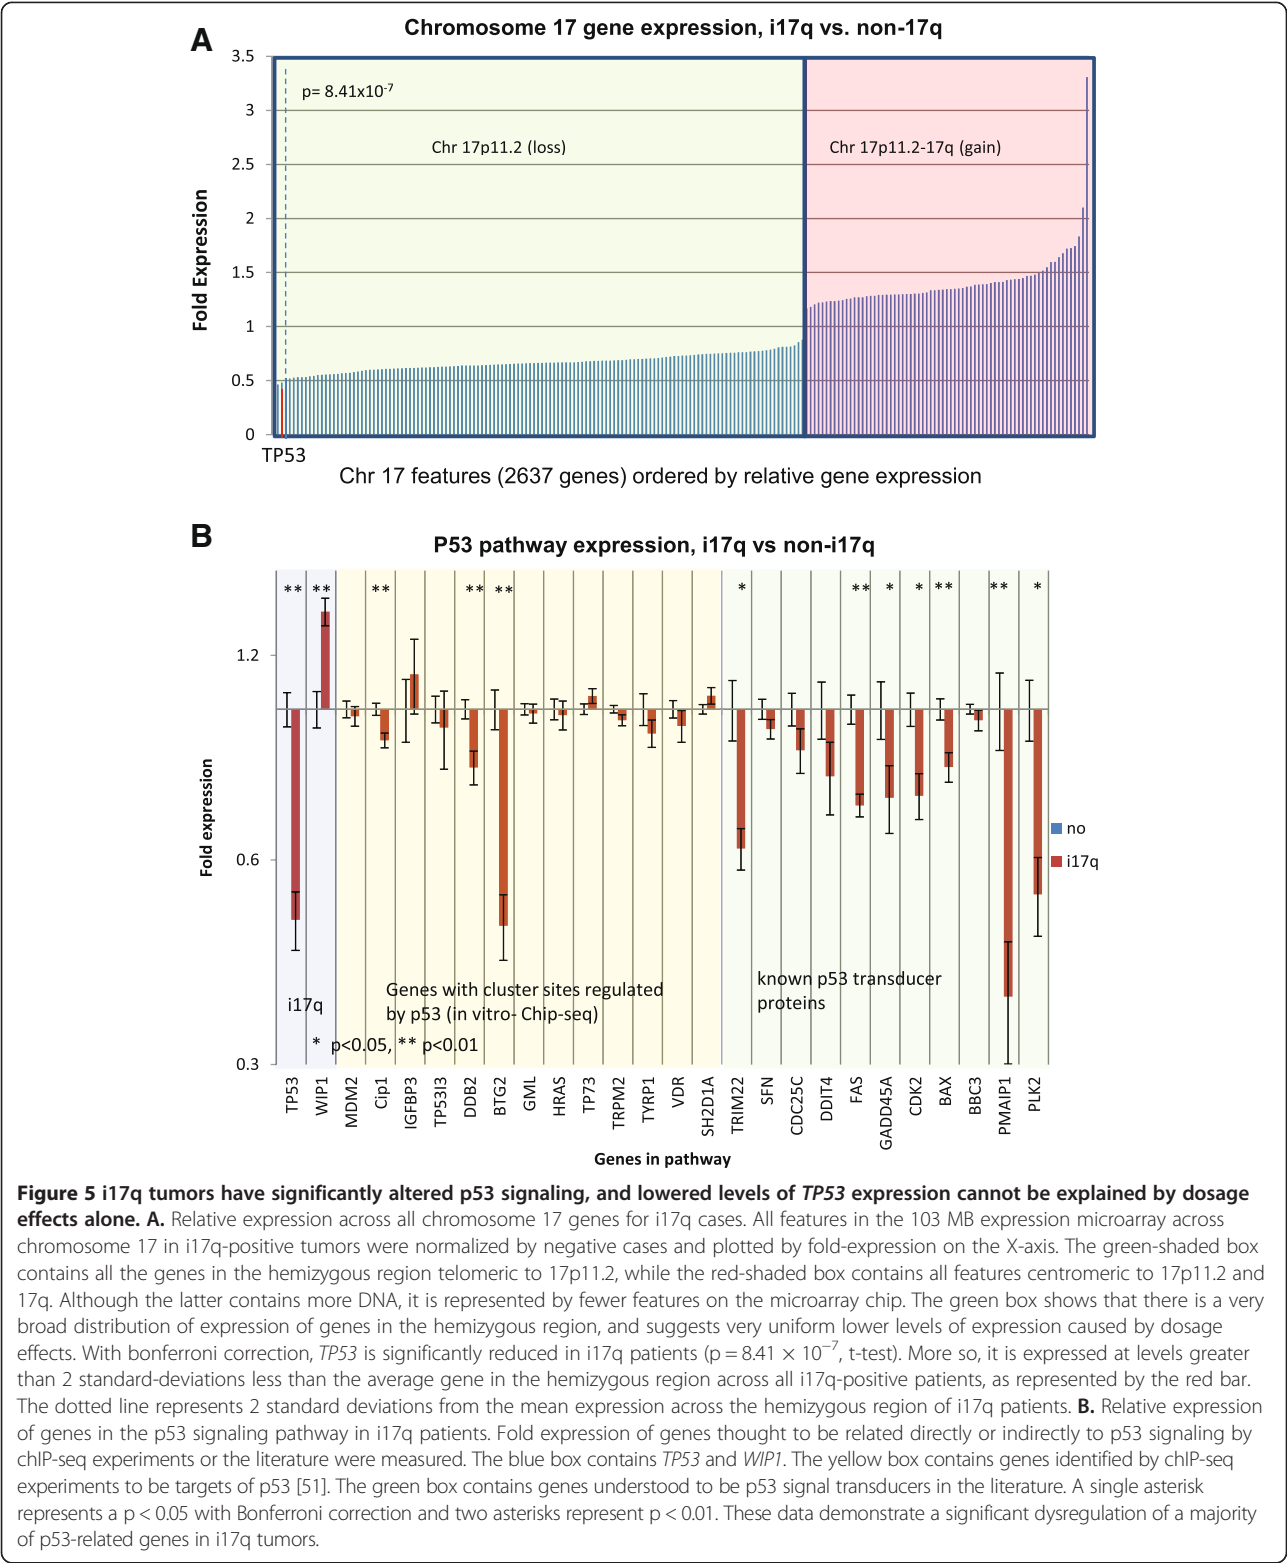 A
Chromosome 17 gene expression, i17q vs. non-17q
3.5
3
2.5
2
1.5
1
0.5
0
Fold Expression
p= 8.41x10-7
Chr 17p11.2 (loss)
Chr 17p11.2-17q (gain)
TP53
Chr 17 features (2637 genes) ordered by relative gene expression
B
P53 pathway expression, i17q vs non-i17q
** ** ** ** ** * ** * * ** ** *
1.2
0.6
0.3
Fold expression
no
i17q
i17q
Genes with cluster sites regulated
by p53 (in vitro- Chip-seq)
known p53 transducer
proteins
* p<0.05, ** p<0.01
TP53
WIP1
MDM2
Cip1
IGFBP3
TP53I3
DDB2
BTG2
GML
HRAS
TP73
TRPM2
TYRP1
VDR
SH2D1A
TRIM22
SFN
CDC25C
DDIT4
FAS
GADD45A
CDK2
BAX
BBC3
PMAIP1
PLK2
Genes in pathway
Figure 5 i17q tumors have significantly altered p53 signaling, and lowered levels of TP53 expression cannot be explained by dosage
effects alone. A. Relative expression across all chromosome 17 genes for i17q cases. All features in the 103 MB expression microarray across
chromosome 17 in i17q-positive tumors were normalized by negative cases and plotted by fold-expression on the X-axis. The green-shaded box
contains all the genes in the hemizygous region telomeric to 17p11.2, while the red-shaded box contains all features centromeric to 17p11.2 and
17q. Although the latter contains more DNA, it is represented by fewer features on the microarray chip. The green box shows that there is a very
broad distribution of expression of genes in the hemizygous region, and suggests very uniform lower levels of expression caused by dosage
effects. With bonferroni correction, TP53 is significantly reduced in i17q patients (p = 8.41 × 10−7, t-test). More so, it is expressed at levels greater
than 2 standard-deviations less than the average gene in the hemizygous region across all i17q-positive patients, as represented by the red bar.
The dotted line represents 2 standard deviations from the mean expression across the hemizygous region of i17q patients. B. Relative expression
of genes in the p53 signaling pathway in i17q patients. Fold expression of genes thought to be related directly or indirectly to p53 signaling by
chIP-seq experiments or the literature were measured. The blue box contains TP53 and WIP1. The yellow box contains genes identified by chIP-seq
experiments to be targets of p53 [51]. The green box contains genes understood to be p53 signal transducers in the literature. A single asterisk
represents a p < 0.05 with Bonferroni correction and two asterisks represent p < 0.01. These data demonstrate a significant dysregulation of a majority
of p53-related genes in i17q tumors.